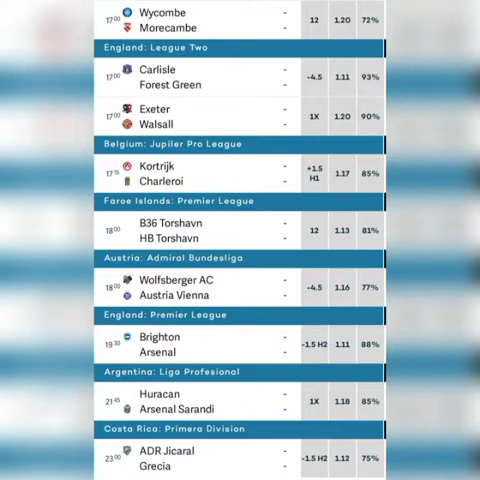 17 00 Wycombe - 12 1.20 72%
Morecambe -
England: League Two
17 00 Carlisle - -4.5 1.11 93%
Forest Green -
17 00 Exeter - 1X 1.20 90%
Walsall -
Belgium: Jupiler Pro League
17 15 Kortrijk - +1.5 H1 1.17 85%
Charleroi -
Faroe Islands: Premier League
18 00 B36 Torshavn - 12 1.13 81%
HB Torshavn -
Austria: Admiral Bundesliga
18 00 Wolfsberger AC - -4.5 1.16 77%
Austria Vienna -
England: Premier League
19 30 Brighton - -1.5 H2 1.11 88%
Arsenal -
Argentina: Liga Profesional
21 45 Huracan - 1X 1.18 85%
Arsenal Sarandi -
Costa Rica: Primera Division
23 00 ADR Jicaral - -1.5 H2 1.12 75%
Grecia -